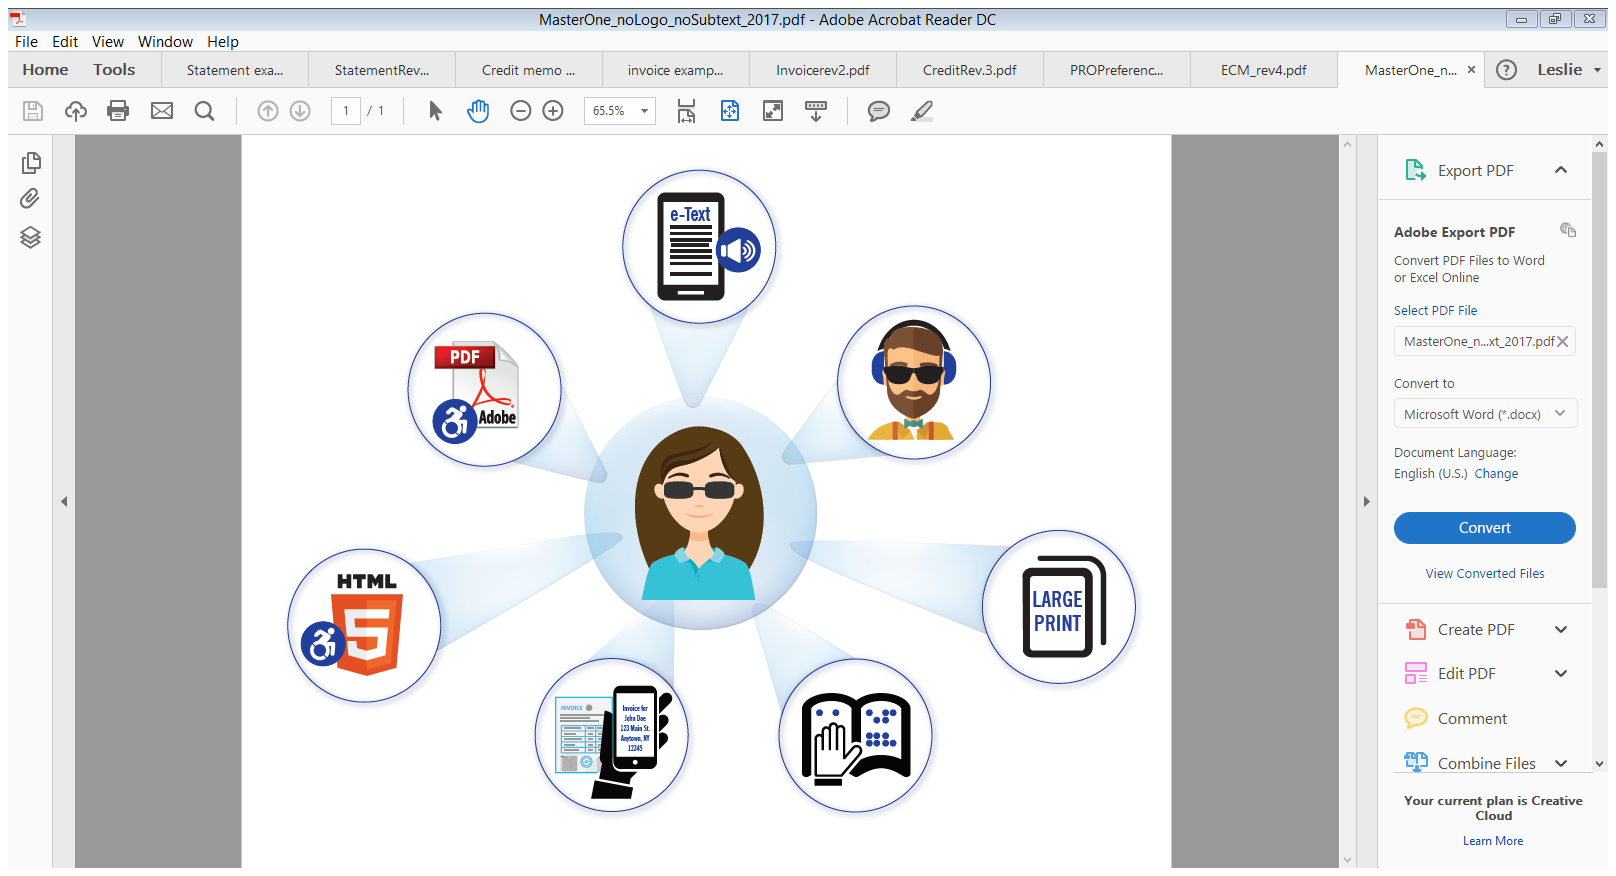 MasterOne_noLogo_noSubtext_2017.pdf - Adobe Acrobat Reader DC
File Edit View Window Help
Home Tools Statement exa... StatementRev... Credit memo ... invoice examp... Invoicerev2.pdf CreditRev.3.pdf PROPreferenc... ECM_rev4.pdf MasterOne_n... × ? Leslie
1 / 1 65.5%
e-Text
PDF
Adobe
HTML
5
INVOICE
Invoice for
John Doe
123 Main St.
Anytown, NY
12345
LARGE
PRINT
Export PDF
Adobe Export PDF
Convert PDF Files to Word
or Excel Online
Select PDF File
MasterOne_n...xt_2017.pdf
Convert to
Microsoft Word (*.docx)
Document Language:
English (U.S.) Change
Convert
View Converted Files
Create PDF
Edit PDF
Comment
Combine Files
Your current plan is Creative
Cloud
Learn More